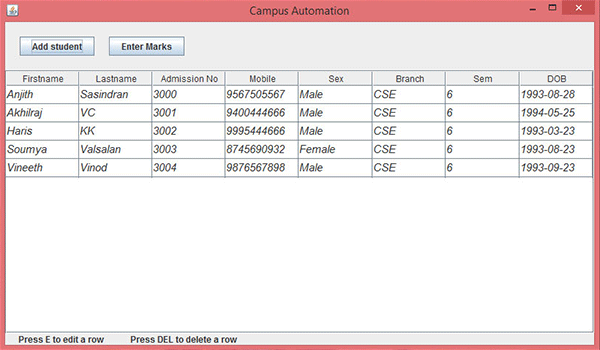 Campus Automation
Add student Enter Marks
Firstname Lastname Admission No Mobile Sex Branch Sem DOB
Anjith Sasindran 3000 9567505567 Male CSE 6 1993-08-28
Akhilraj VC 3001 9400444666 Male CSE 6 1994-05-25
Haris KK 3002 9995444666 Male CSE 6 1993-03-23
Soumya Valsalan 3003 8745690932 Female CSE 6 1993-08-23
Vineeth Vinod 3004 9876567898 Male CSE 6 1993-09-23
Press E to edit a row Press DEL to delete a row